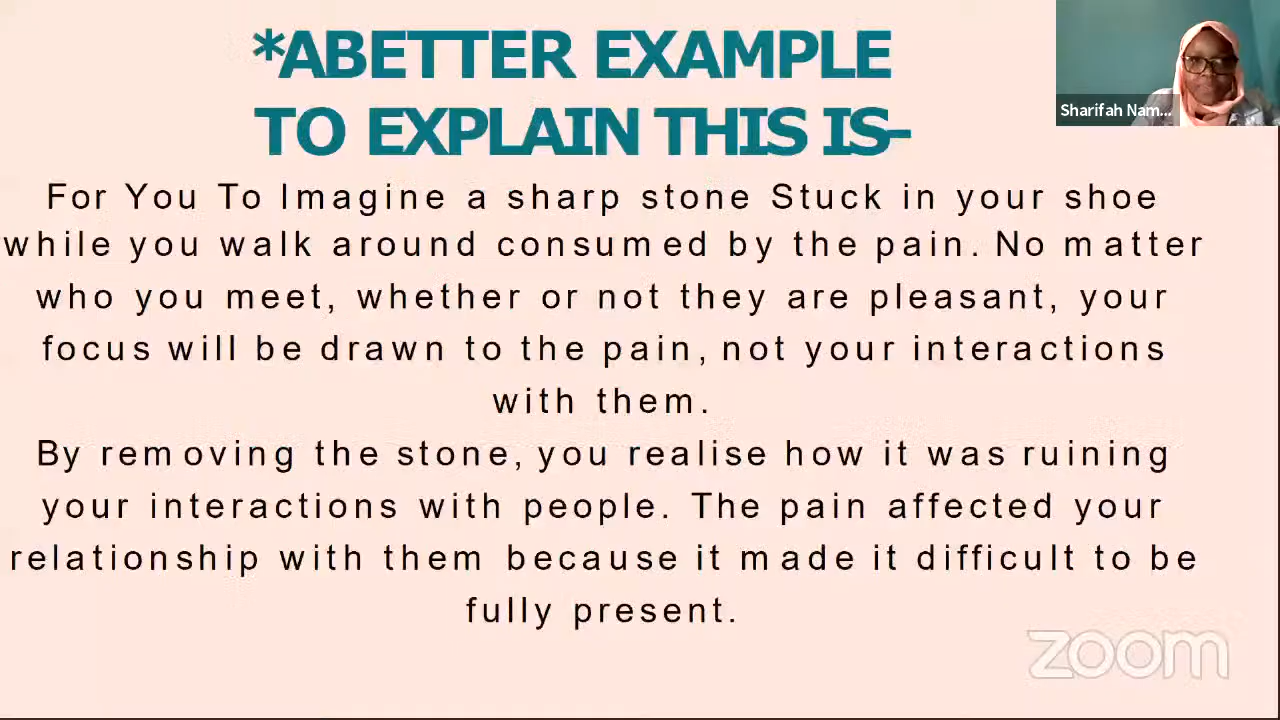 *ABETTER EXAMPLE
TO EXPLAIN THIS IS-
Sharifah Nam...
For You To Imagine a sharp stone Stuck in your shoe
while you walk around consumed by the pain. No matter
who you meet, whether or not they are pleasant, your
focus will be drawn to the pain, not your interactions
with them.
By removing the stone, you realise how it was ruining
your interactions with people. The pain affected your
relationship with them because it made it difficult to be
fully present.
zoom